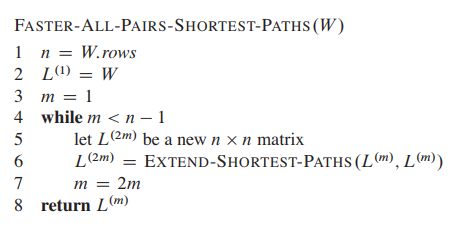 FASTER-ALL-PAIRS-SHORTEST-PATHS(W)
1 n = W.rows
2 L^(1) = W
3 m = 1
4 while m < n − 1
5 let L^(2m) be a new n × n matrix
6 L^(2m) = EXTEND-SHORTEST-PATHS(L^(m), L^(m))
7 m = 2m
8 return L^(m)